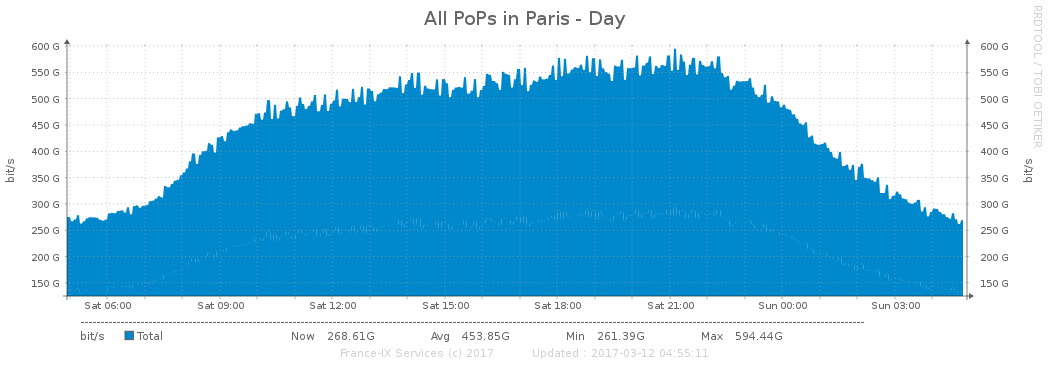 All PoPs in Paris - Day
RRDTOOL / TOBI OETIKER
bit/s
600 G
550 G
500 G
450 G
400 G
350 G
300 G
250 G
200 G
150 G
600 G
550 G
500 G
450 G
400 G
350 G
300 G
250 G
200 G
150 G
bit/s
Sat 06:00 Sat 09:00 Sat 12:00 Sat 15:00 Sat 18:00 Sat 21:00 Sun 00:00 Sun 03:00
bit/s Total Now 268.61G Avg 453.85G Min 261.39G Max 594.44G
France-IX Services (c) 2017 Updated : 2017-03-12 04:55:11